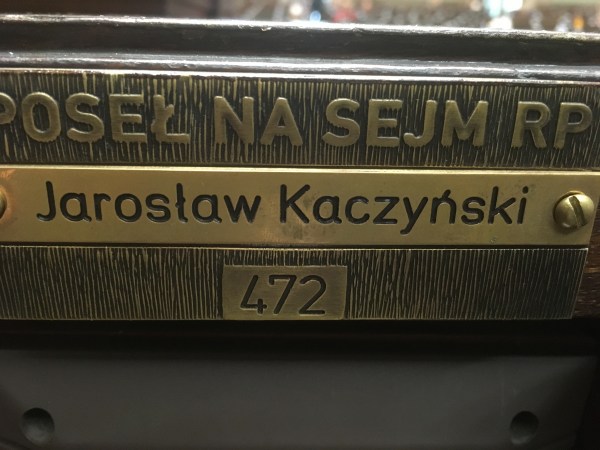 POSEŁ NA SEJM RP
Jarosław Kaczyński
472